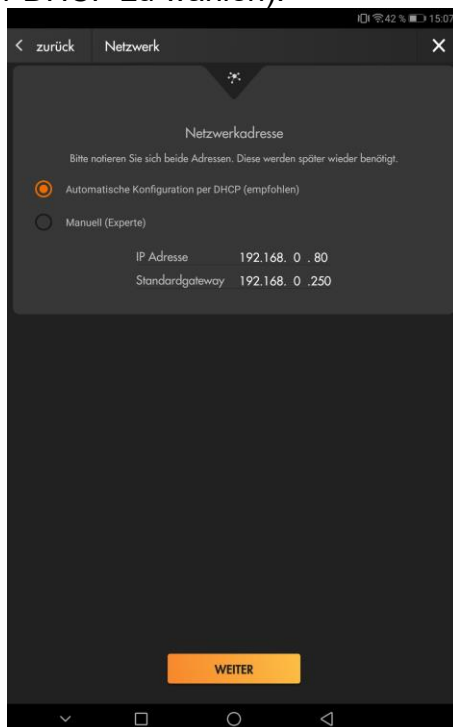 DHCP zu wählen).
42 % 15:07
zurück Netzwerk
Netzwerkadresse
Bitte notieren Sie sich beide Adressen. Diese werden später wieder benötigt.
Automatische Konfiguration per DHCP (empfohlen)
Manuell (Experte)
IP Adresse 192.168. 0 . 80
Standardgateway 192.168. 0 .250
WEITER